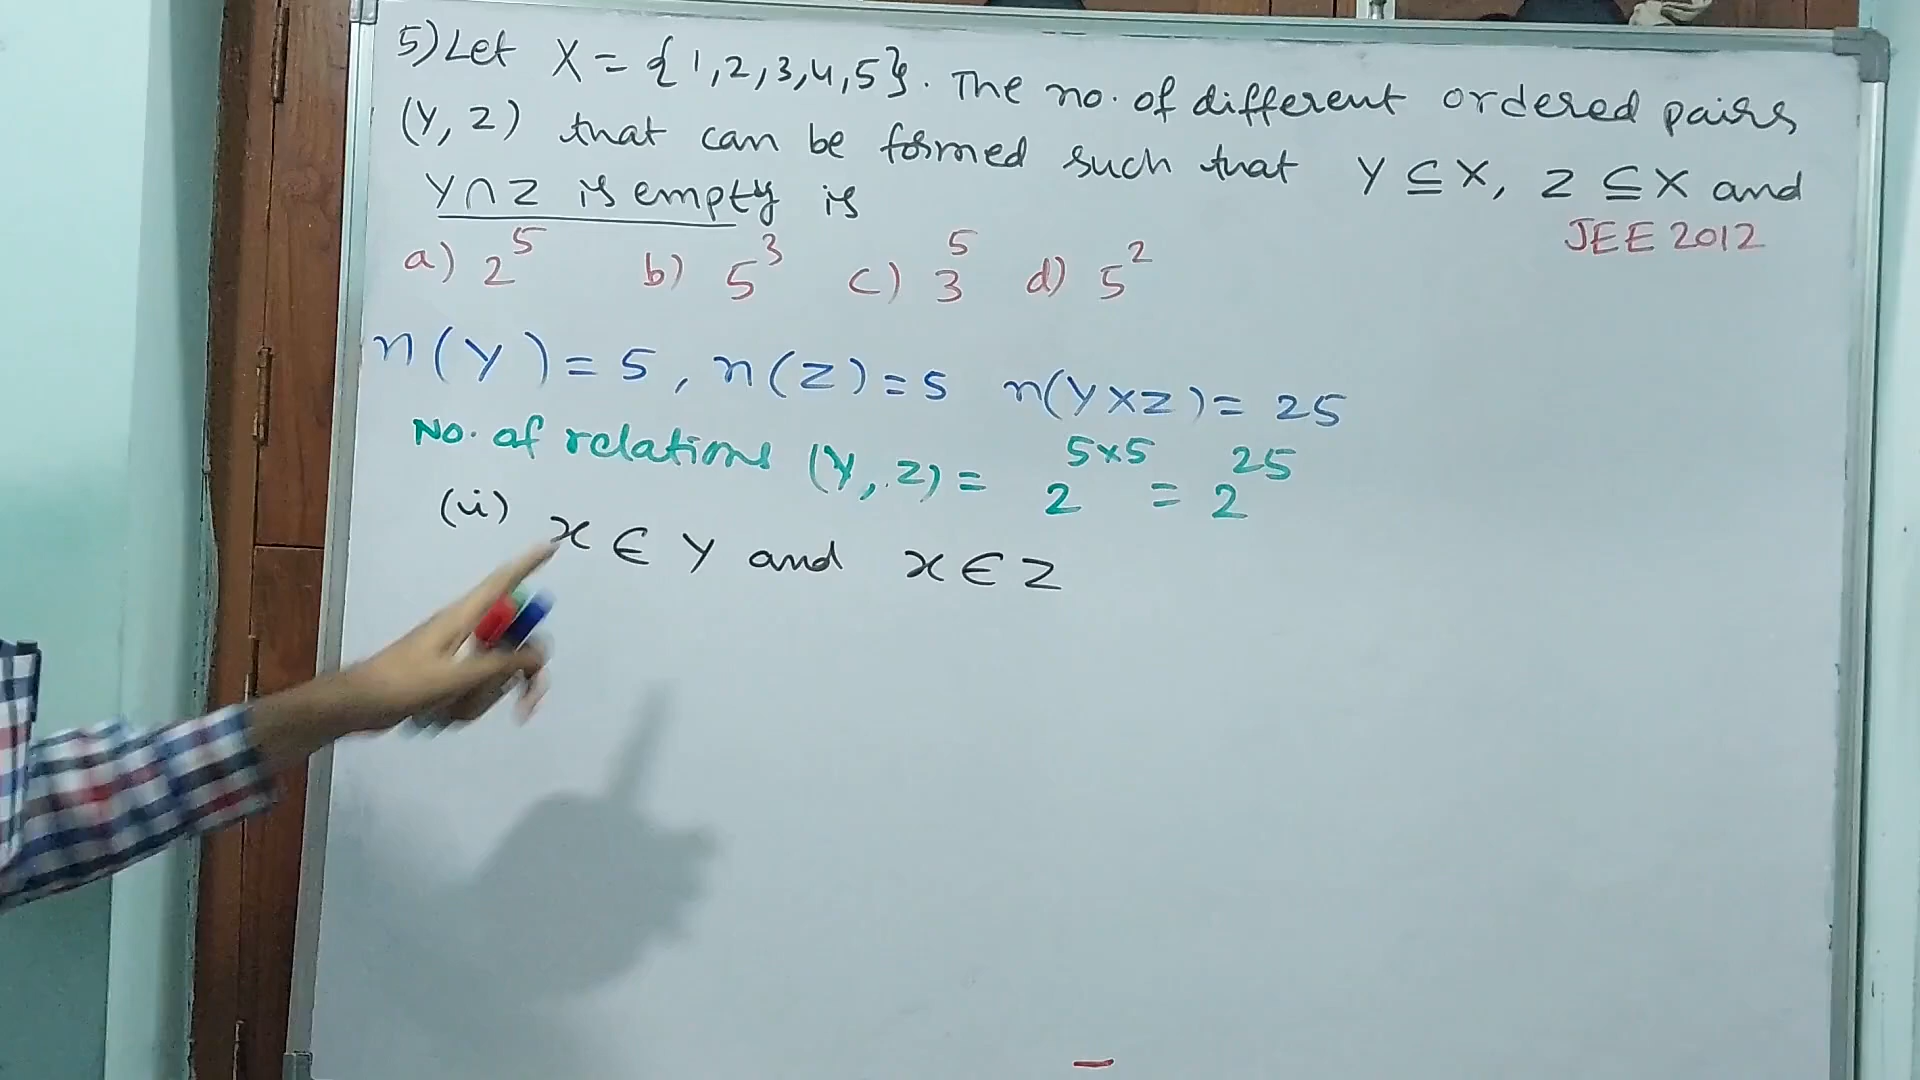 5) Let X = {1,2,3,4,5}. The no. of different ordered pairs
(Y, Z) that can be formed such that Y ⊆ X, Z ⊆ X and
Y∩Z is empty is
JEE 2012
a) 2^5 b) 5^3 c) 3^5 d) 5^2
n(Y) = 5, n(Z) = 5 n(Y×Z) = 25
No. of relations (Y, Z) = 2^{5×5} = 2^{25}
(ii) x ∈ Y and x ∈ Z